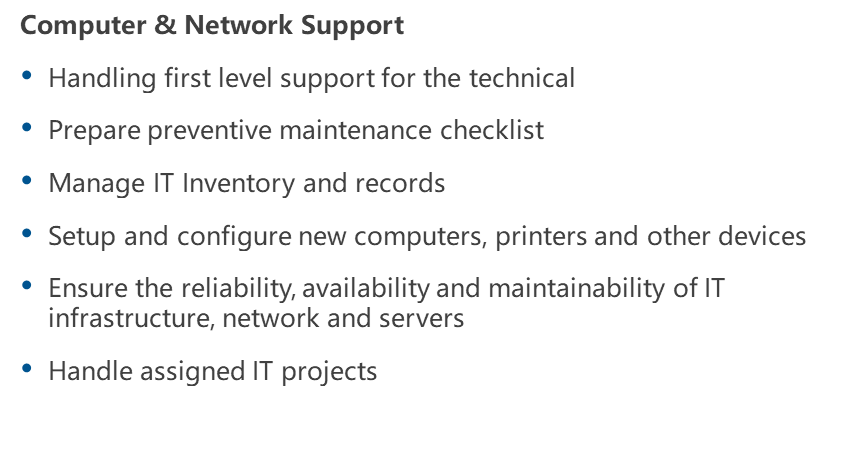 Computer & Network Support
• Handling first level support for the technical
• Prepare preventive maintenance checklist
• Manage IT Inventory and records
• Setup and configure new computers, printers and other devices
• Ensure the reliability, availability and maintainability of IT
infrastructure, network and servers
• Handle assigned IT projects